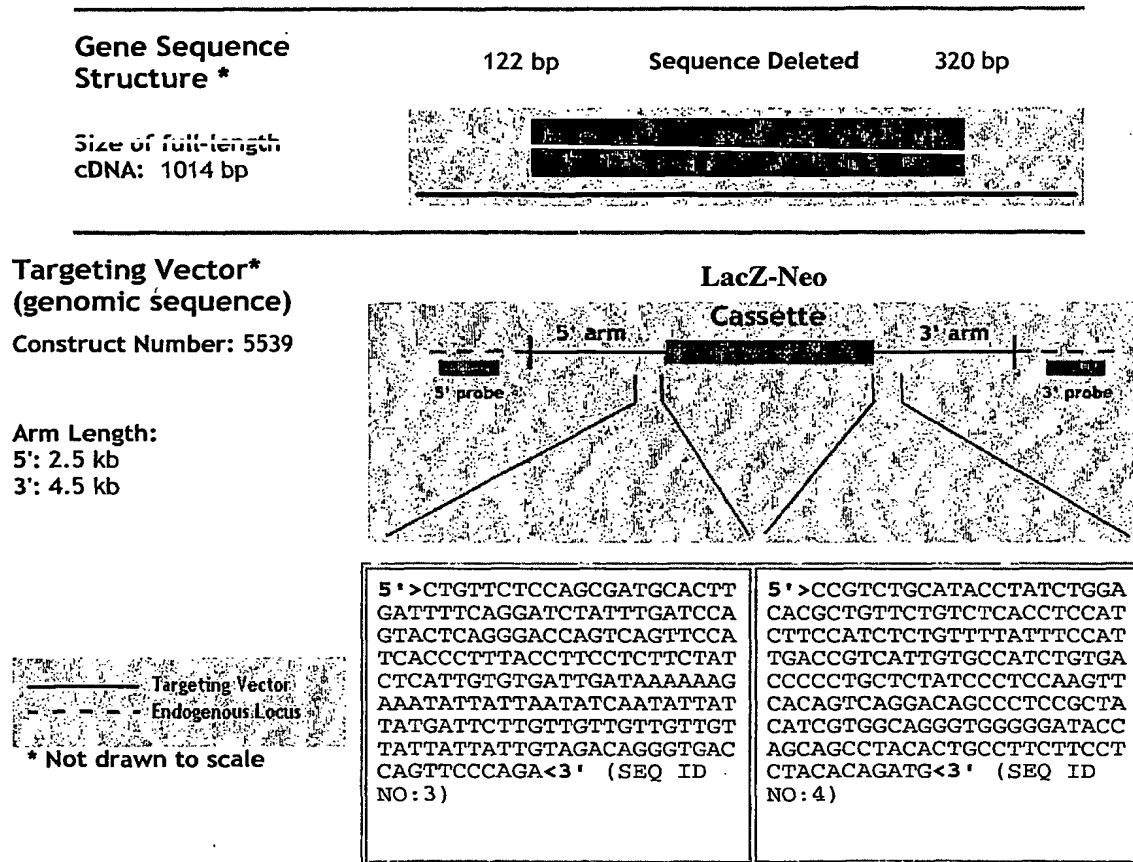 Gene Sequence
Structure *
122 bp Sequence Deleted 320 bp
Size of full-length
cDNA: 1014 bp
Targeting Vector*
(genomic sequence)
Construct Number: 5539
Arm Length:
5': 2.5 kb
3': 4.5 kb
LacZ-Neo
Cassette
5' arm 3' arm
5' probe 3' probe
5'>CTGTTCTCCAGCGATGCACTT
GATTTTCAGGATCTATTTGATCCA
GTACTCAGGGACCAGTCAGTTCCA
TCACCCTTTACCTTCCTCTTCTAT
CTCATTGTGTGATTGATAAAAAAG
AAATATTATTAATATCAATATTAT
TATGATTCTTGTTGTTGTTGTTGT
TATTATTATTGTAGACAGGGTGAC
CAGTTCCCAGA<3' (SEQ ID
NO:3)
5'>CCGTCTGCATACCTATCTGGA
CACGCTGTTCTGTCTCACCTCCAT
CTTCCATCTCTGTTTTATTTCCAT
TGACCGTCATTGTGCCATCTGTGA
CCCCCTGCTCTATCCCTCCAAGTT
CACAGTCAGGACAGCCCTCCGCTA
CATCGTGGCAGGGTGGGGGATACC
AGCAGCCTACACTGCCTTCTTCCT
CTACACAGATG<3' (SEQ ID
NO:4)
Targeting Vector
Endogenous Locus
* Not drawn to scale